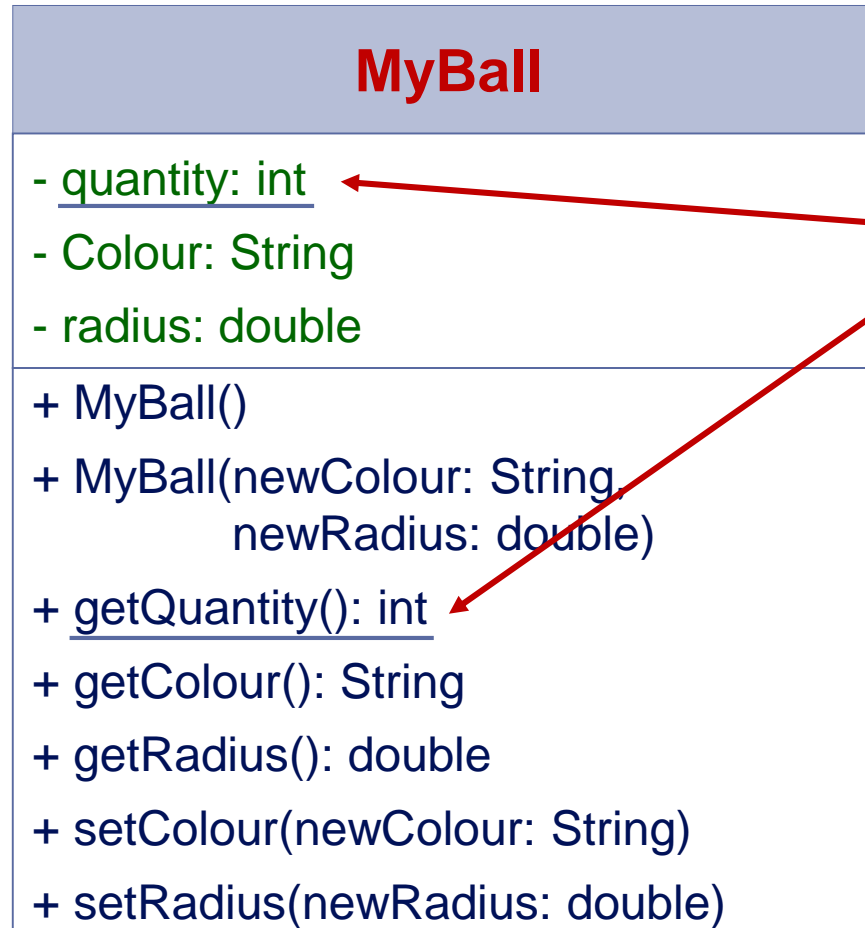 MyBall
- quantity: int
- Colour: String
- radius: double
+ MyBall()
+ MyBall(newColour: String,
newRadius: double)
+ getQuantity(): int
+ getColour(): String
+ getRadius(): double
+ setColour(newColour: String)
+ setRadius(newRadius: double)